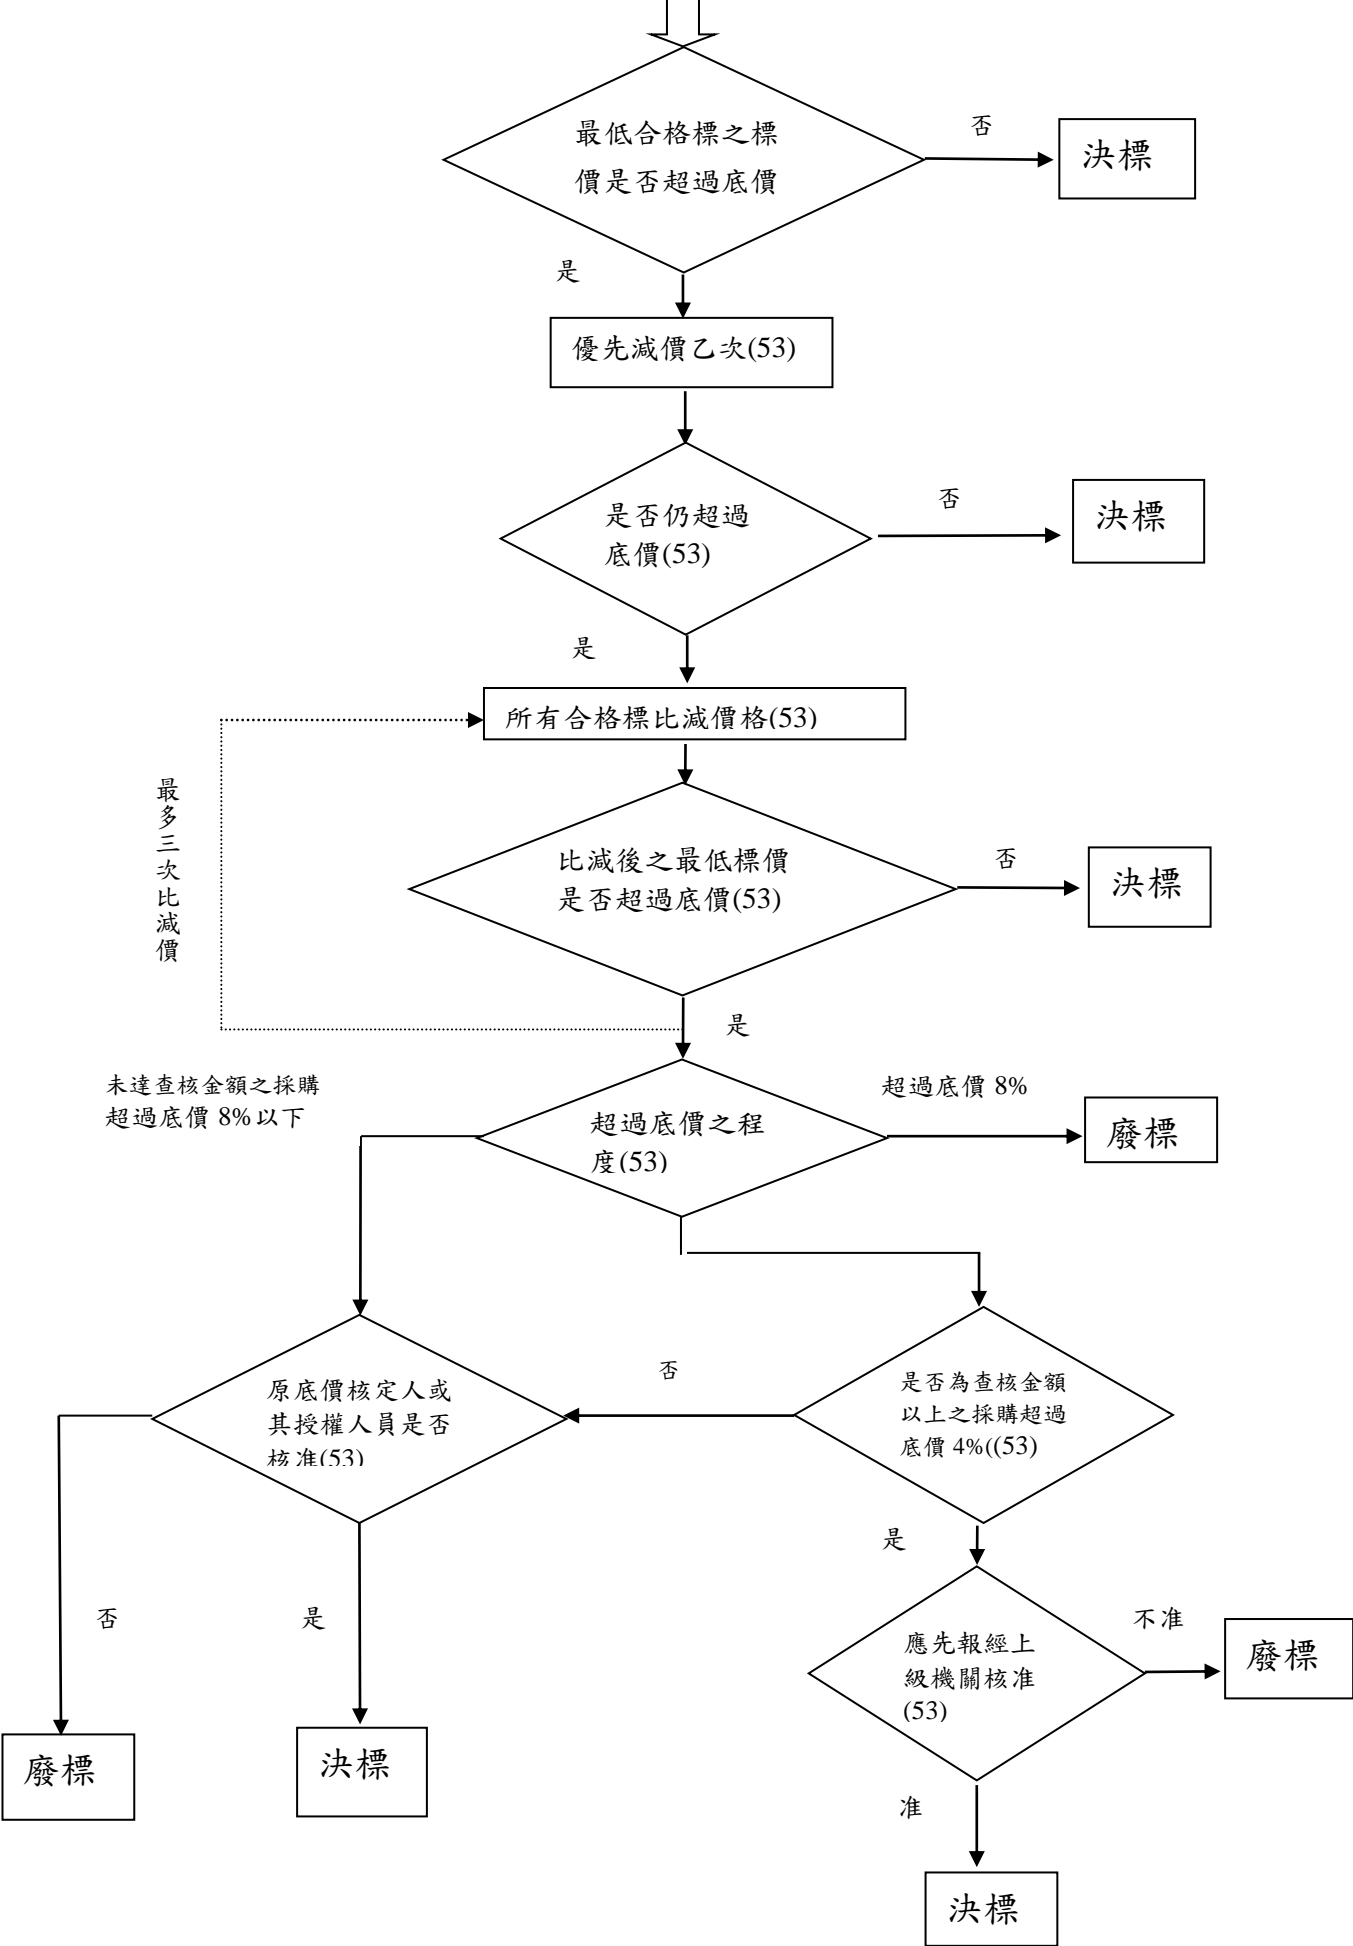 最低合格標之標
價是否超過底價
否
決標
是
優先減價乙次(53)
是否仍超過
底價(53)
否
決標
是
所有合格標比減價格(53)
最多三次比減價
比減後之最低標價
是否超過底價(53)
否
決標
是
未達查核金額之採購
超過底價 8%以下
超過底價之程
度(53)
超過底價 8%
廢標
原底價核定人或
其授權人員是否
核准(53)
否
是否為查核金額
以上之採購超過
底價 4%((53)
是
否
是
應先報經上
級機關核准
(53)
不准
廢標
廢標
決標
准
決標